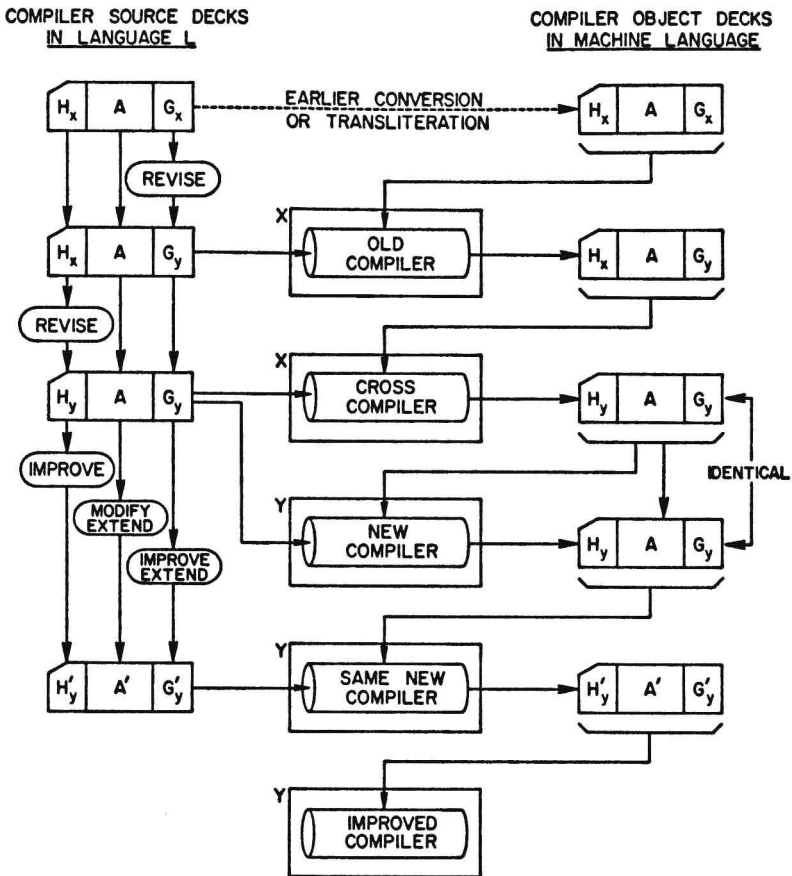 COMPILER SOURCE DECKS
IN LANGUAGE L
COMPILER OBJECT DECKS
IN MACHINE LANGUAGE
Hx A Gx
EARLIER CONVERSION
OR TRANSLITERATION
Hx A Gx
REVISE
X
Hx A Gy
OLD
COMPILER
Hx A Gy
REVISE
X
Hy A Gy
CROSS
COMPILER
Hy A Gy
IMPROVE
IDENTICAL
MODIFY
EXTEND
Y
NEW
COMPILER
Hy A Gy
IMPROVE
EXTEND
Y
H'y A' G'y
SAME NEW
COMPILER
H'y A' G'y
Y
IMPROVED
COMPILER